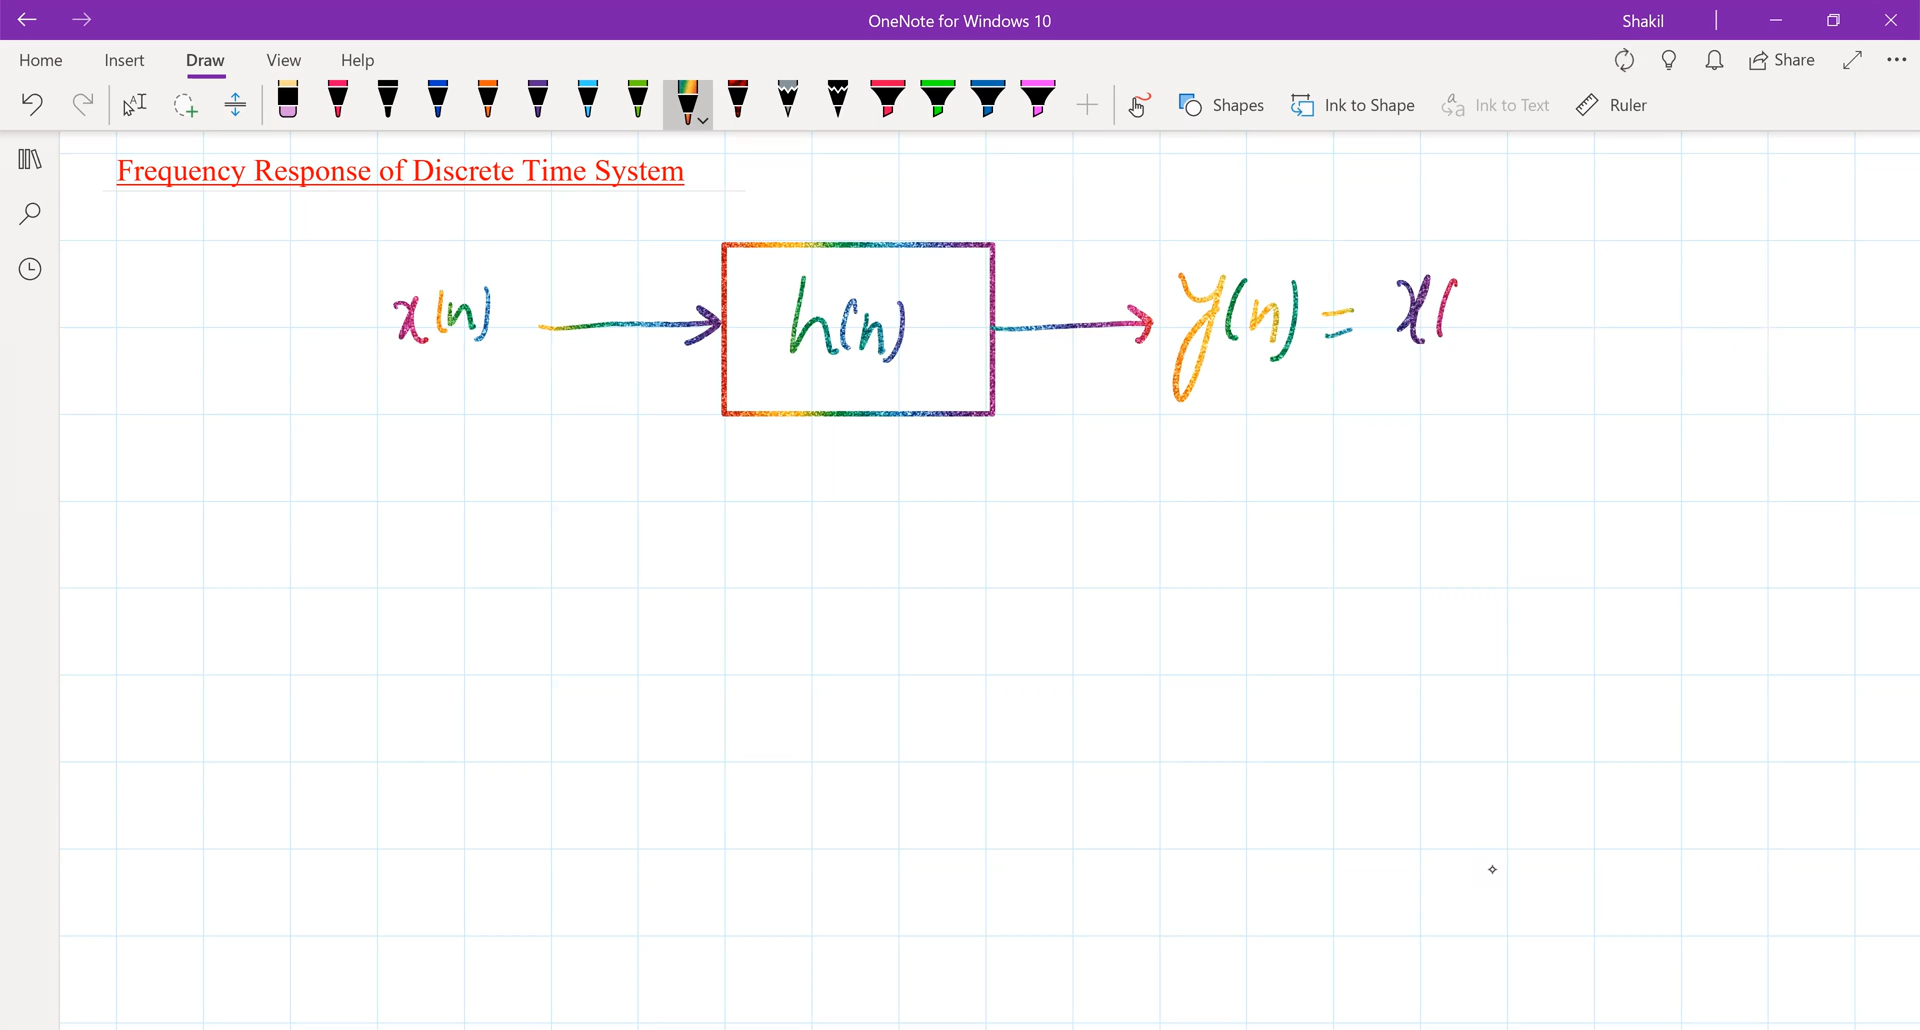 OneNote for Windows 10 Shakil
Home Insert Draw View Help Share
Shapes Ink to Shape Ink to Text Ruler
Frequency Response of Discrete Time System
x(n) h(n) y(n) = x(